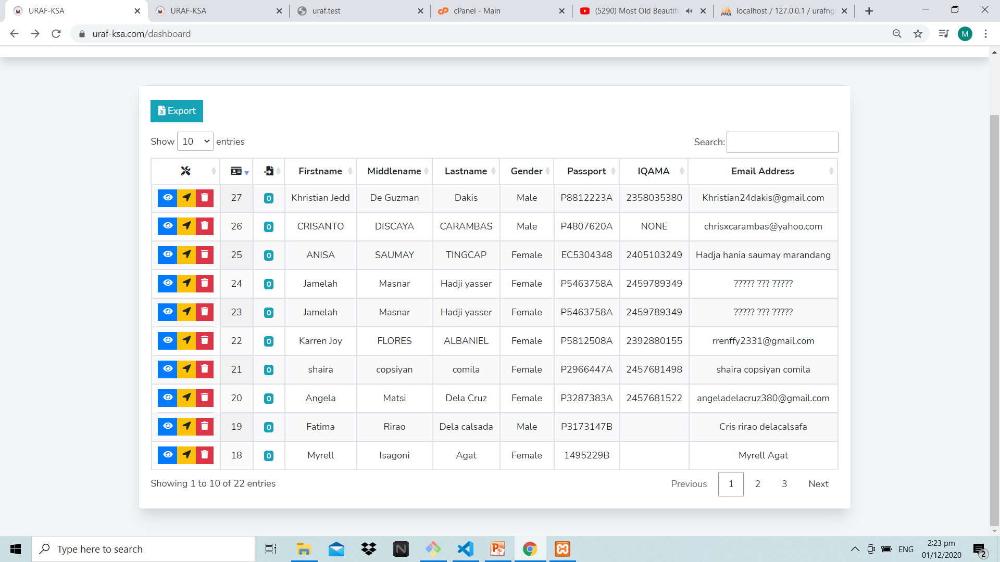 URAF-KSA
URAF-KSA
uraf.test
cPanel - Main
(5290) Most Old Beautifu
localhost / 127.0.0.1 / urafng
uraf-ksa.com/dashboard
M
Export
Show 10 entries
Search:
Firstname Middlename Lastname Gender Passport IQAMA Email Address
27 0 Khristian Jedd De Guzman Dakis Male P8812223A 2358035380 Khristian24dakis@gmail.com
26 0 CRISANTO DISCAYA CARAMBAS Male P4807620A NONE chrisxcarambas@yahoo.com
25 0 ANISA SAUMAY TINGCAP Female EC5304348 2405103249 Hadja hania saumay marandang
24 0 Jamelah Masnar Hadji yasser Female P5463758A 2459789349 ????? ??? ?????
23 0 Jamelah Masnar Hadji yasser Female P5463758A 2459789349 ????? ??? ?????
22 0 Karren Joy FLORES ALBANIEL Female P5812508A 2392880155 rrenffy2331@gmail.com
21 0 shaira copsiyan comila Female P2966447A 2457681498 shaira copsiyan comila
20 0 Angela Matsi Dela Cruz Female P3287383A 2457681522 angeladelacruz380@gmail.com
19 0 Fatima Rirao Dela calsada Male P3173147B Cris rirao delacalsafa
18 0 Myrell Isagoni Agat Female 1495229B Myrell Agat
Showing 1 to 10 of 22 entries
Previous 1 2 3 Next
Type here to search
ENG
2:23 pm
01/12/2020
2